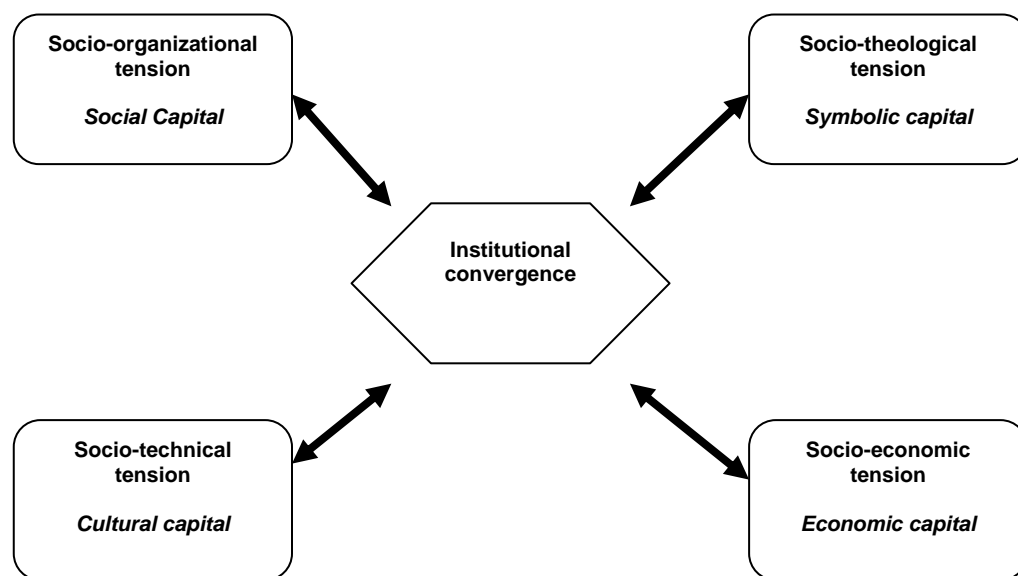 Socio-organizational
tension
Social Capital
Socio-theological
tension
Symbolic capital
Institutional
convergence
Socio-technical
tension
Cultural capital
Socio-economic
tension
Economic capital